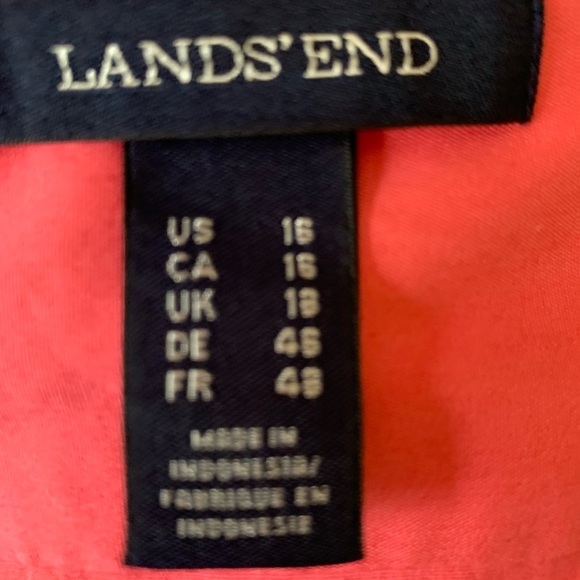 LANDS' END
US 16
CA 16
UK 18
DE 46
FR 48
MADE IN
INDONESIA/
FABRIQUE EN
INDONESIE